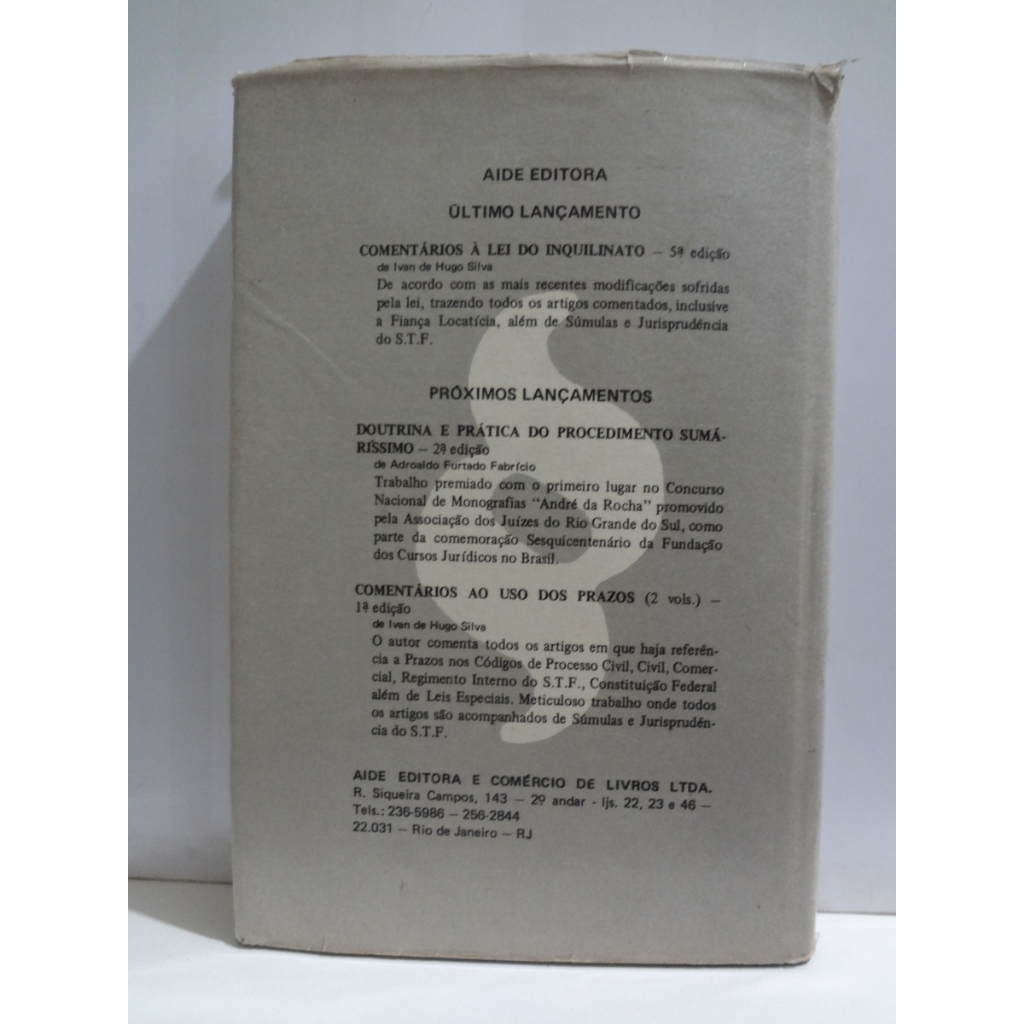 AIDE EDITORA
ÚLTIMO LANÇAMENTO
COMENTÁRIOS À LEI DO INQUILINATO — 5ª edição
de Ivan de Hugo Silva
De acordo com as mais recentes modificações sofridas
pela lei, trazendo todos os artigos comentados, inclusive
a Fiança Locatícia, além de Súmulas e Jurisprudência
do S.T.F.
PRÓXIMOS LANÇAMENTOS
DOUTRINA E PRÁTICA DO PROCEDIMENTO SUMÁ-
RÍSSIMO — 2ª edição
de Adroaldo Furtado Fabrício
Trabalho premiado com o primeiro lugar no Concurso
Nacional de Monografias "André da Rocha" promovido
pela Associação dos Juízes do Rio Grande do Sul, como
parte da comemoração Sesquicentenário da Fundação
dos Cursos Jurídicos no Brasil.
COMENTÁRIOS AO USO DOS PRAZOS (2 vols.) —
1ª edição
de Ivan de Hugo Silva
O autor comenta todos os artigos em que haja referên-
cia a Prazos nos Códigos de Processo Civil, Civil, Comer-
cial, Regimento Interno do S.T.F., Constituição Federal
além de Leis Especiais. Meticuloso trabalho onde todos
os artigos são acompanhados de Súmulas e Jurisprudên-
cia do S.T.F.
AIDE EDITORA E COMÉRCIO DE LIVROS LTDA.
R. Siqueira Campos, 143 — 2º andar - ljs. 22, 23 e 46 —
Tels.: 236-5986 — 256-2844
22.031 — Rio de Janeiro — RJ